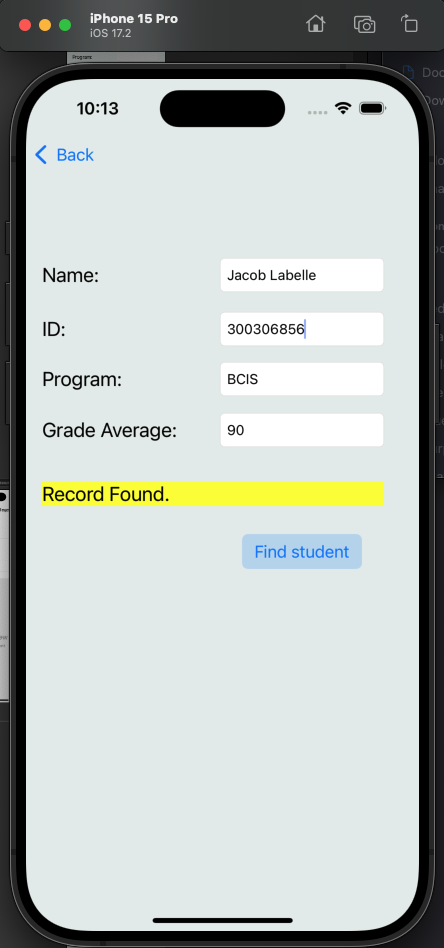 iPhone 15 Pro
iOS 17.2
Programs
10:13
Back
Name: Jacob Labelle
ID: 300306856
Program: BCIS
Grade Average: 90
Record Found.
Find student